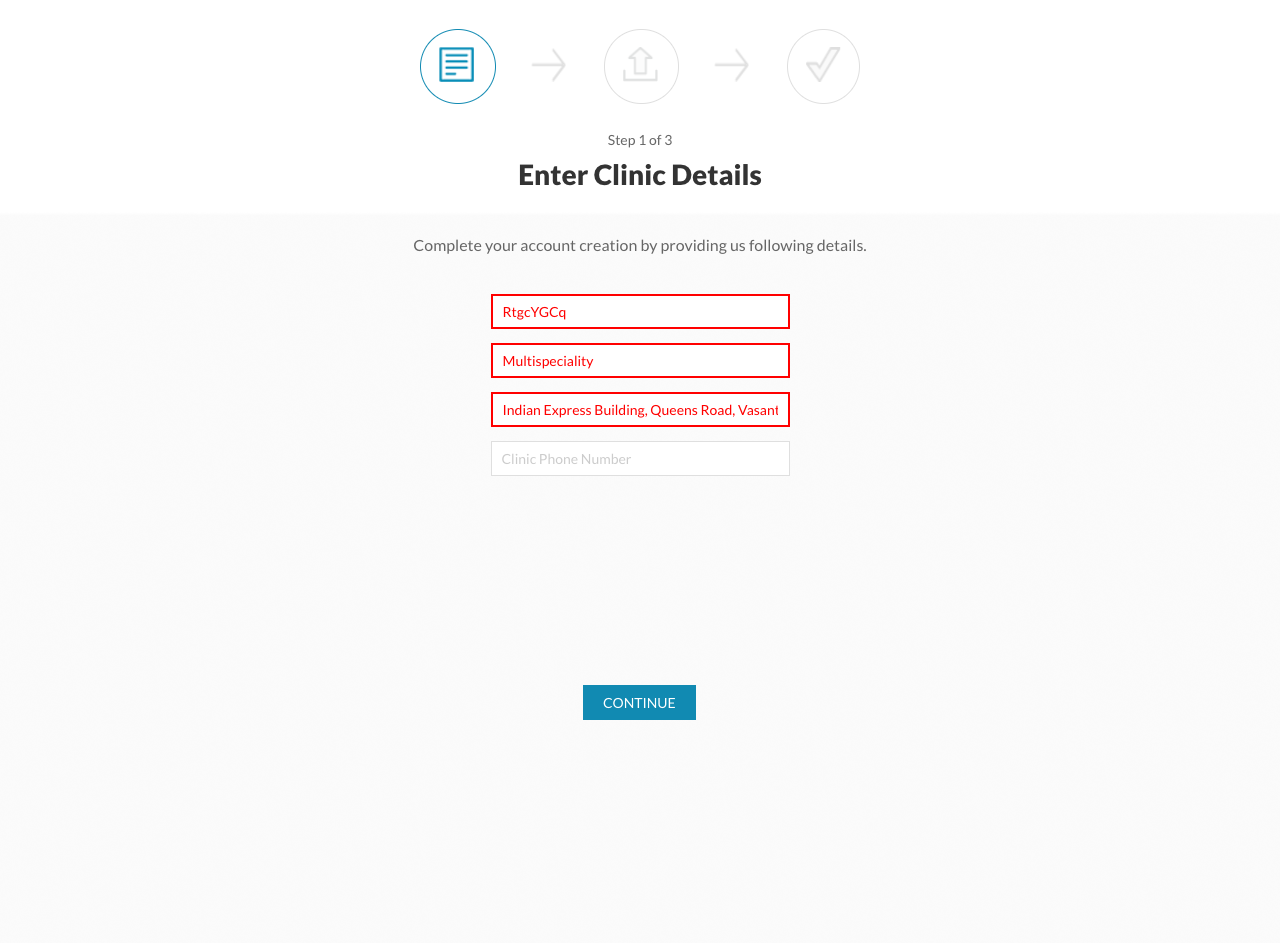 Step 1 of 3
Enter Clinic Details
Complete your account creation by providing us following details.
RtgcYGCq
Multispeciality
Indian Express Building, Queens Road, Vasant
Clinic Phone Number
CONTINUE